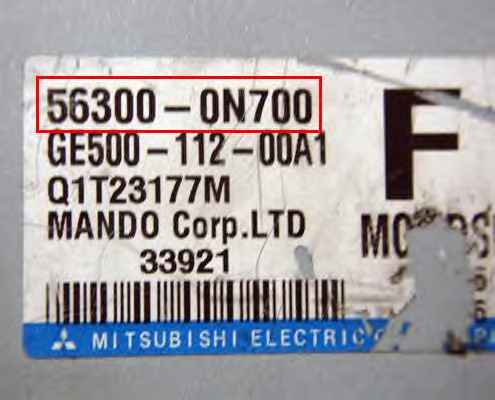 56300-0N700
GE500-112-00A1
Q1T23177M
MANDO Corp.LTD
33921
F
MITSUBISHI ELECTRIC